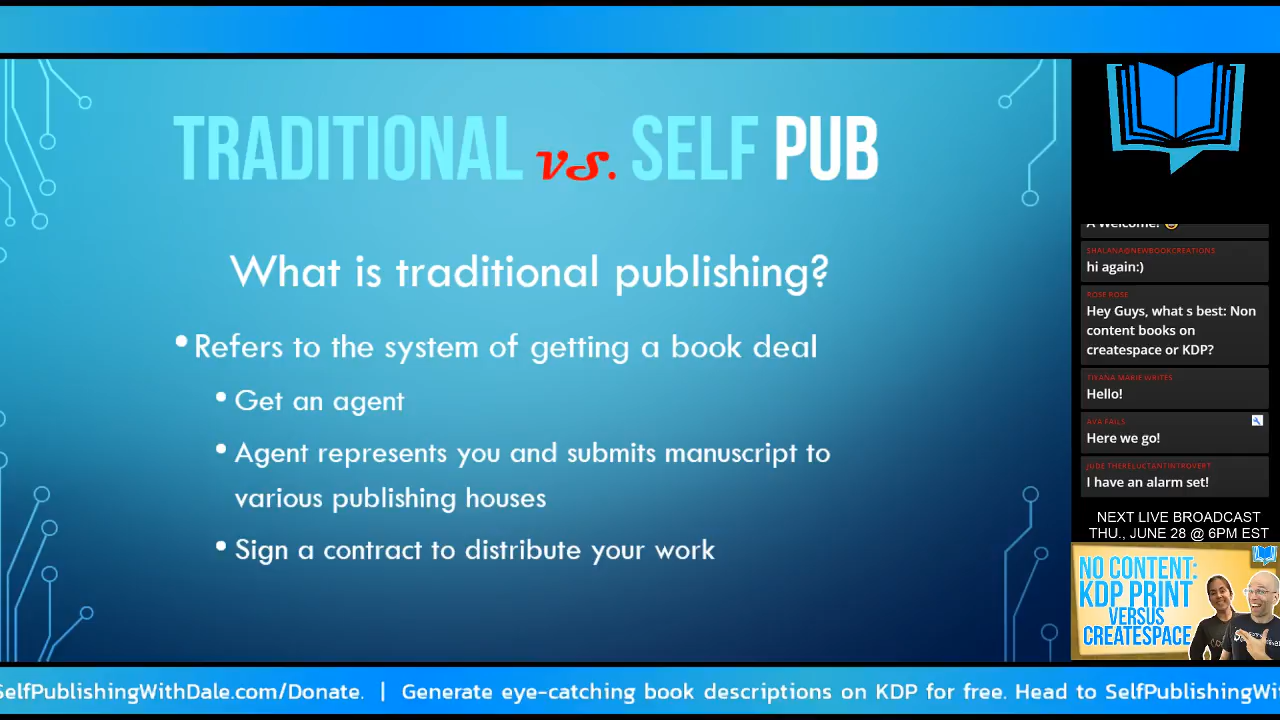 TRADITIONAL vs. SELF PUB
What is traditional publishing?
• Refers to the system of getting a book deal
• Get an agent
• Agent represents you and submits manuscript to
various publishing houses
• Sign a contract to distribute your work
A Welcome!
SHALANA@NEWBOOKCREATIONS
hi again:)
ROSE ROSE
Hey Guys, what s best: Non
content books on
createspace or KDP?
TIYANA MARIE WRITES
Hello!
AVA FAILS
Here we go!
JUDE THERELUCTANTINTROVERT
I have an alarm set!
NEXT LIVE BROADCAST
THU., JUNE 28 @ 6PM EST
NO CONTENT:
KDP PRINT
VERSUS
CREATESPACE
SelfPublishingWithDale.com/Donate. | Generate eye-catching book descriptions on KDP for free. Head to SelfPublishingWi